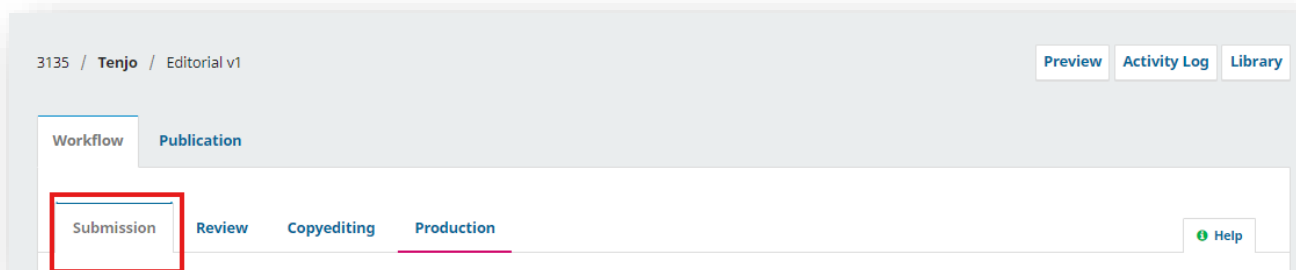 3135 / Tenjo / Editorial v1
Preview Activity Log Library
Workflow Publication
Submission Review Copyediting Production
Help